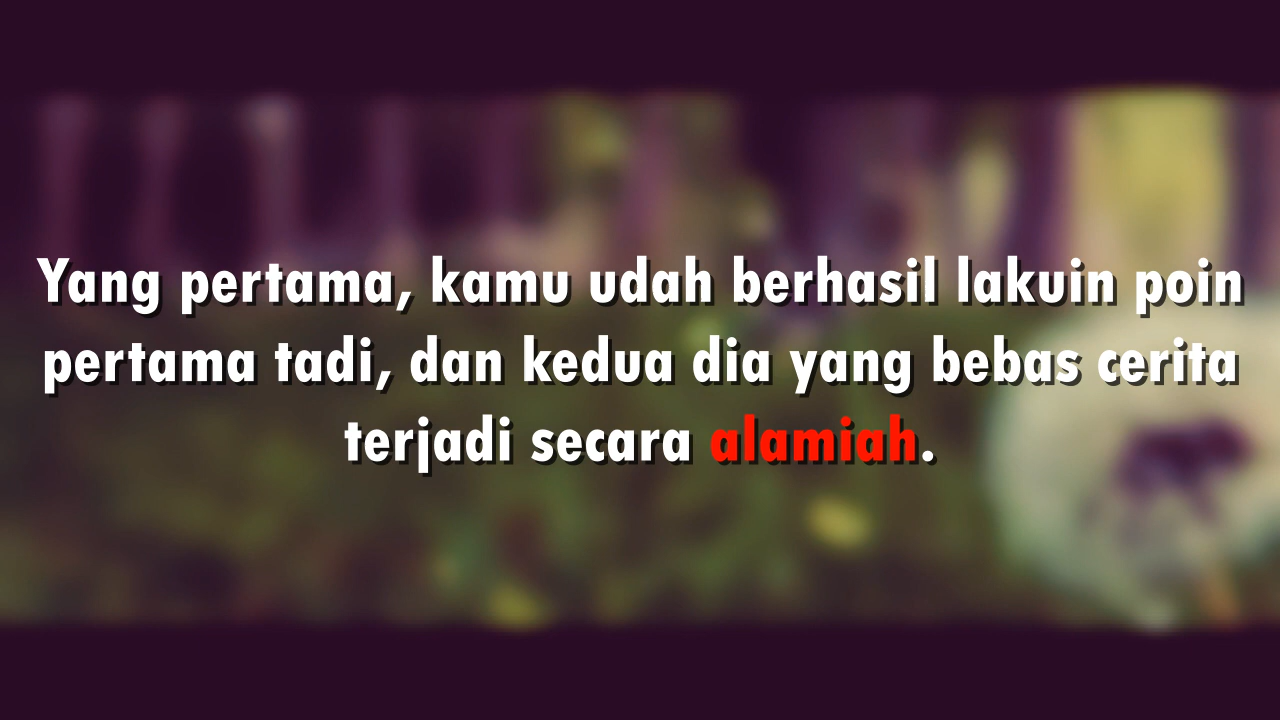 Yang pertama, kamu udah berhasil lakuin poin
pertama tadi, dan kedua dia yang bebas cerita
terjadi secara alamiah.